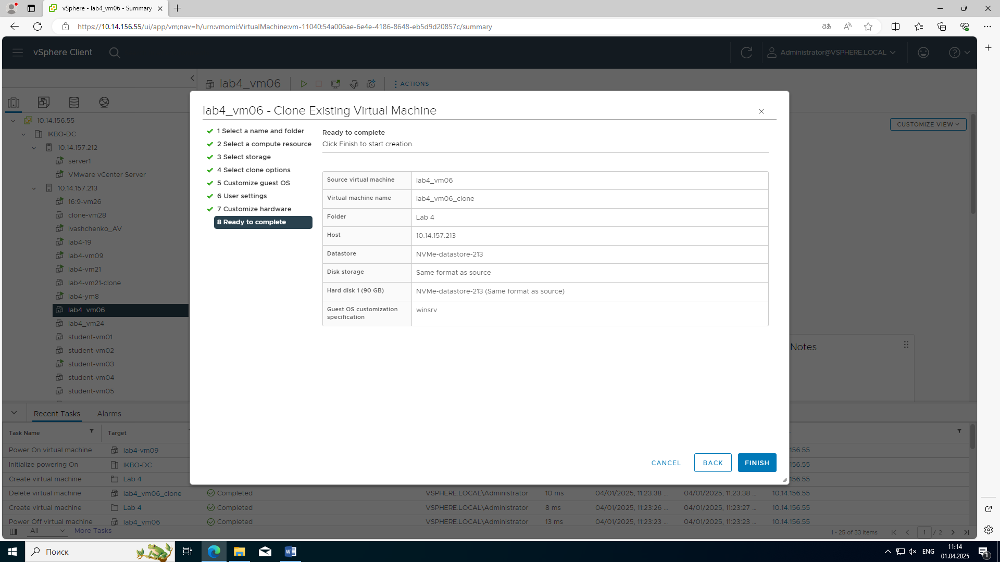 vSphere - lab4_vm06 - Summary
https://10.14.156.55/ui/app/vm;nav=h/urn:vmomi:VirtualMachine:vm-11040:54a006ae-6e4e-4186-8648-eb5d9d20857c/summary
vSphere Client
Administrator@VSPHERE.LOCAL
lab4_vm06
ACTIONS
CUSTOMIZE VIEW
10.14.156.55
IKBO-DC
10.14.157.212
server1
VMware vCenter Server
10.14.157.213
16:9-vm26
clone-vm28
Ivashchenko_AV
lab4-19
lab4-vm09
lab4-vm21
lab4-vm21-clone
lab4-ym8
lab4_vm06
lab4_vm24
student-vm01
student-vm02
student-vm03
student-vm04
student-vm05
lab4_vm06 - Clone Existing Virtual Machine
1 Select a name and folder
2 Select a compute resource
3 Select storage
4 Select clone options
5 Customize guest OS
6 User settings
7 Customize hardware
8 Ready to complete
Ready to complete
Click Finish to start creation.
Source virtual machine lab4_vm06
Virtual machine name lab4_vm06_clone
Folder Lab 4
Host 10.14.157.213
Datastore NVMe-datastore-213
Disk storage Same format as source
Hard disk 1 (90 GB) NVMe-datastore-213 (Same format as source)
Guest OS customization specification winsrv
CANCEL BACK FINISH
Notes
Recent Tasks Alarms
Task Name Target
Power On virtual machine lab4-vm09 156.55
Initialize powering On IKBO-DC 156.55
Create virtual machine Lab 4 56.55
Delete virtual machine lab4_vm06_clone Completed VSPHERE.LOCAL\Administrator 10 ms 04/01/2025, 11:23:38 ... 04/01/2025, 11:23:38 ... 10.14.156.55
Create virtual machine Lab 4 Completed VSPHERE.LOCAL\Administrator 8 ms 04/01/2025, 11:23:26 ... 04/01/2025, 11:23:27 ... 10.14.156.55
Power Off virtual machine lab4_vm06 Completed VSPHERE.LOCAL\Administrator 13 ms 04/01/2025, 11:23:23 ... 04/01/2025, 11:23:23 ... 10.14.156.55
All More Tasks 1 - 25 of 33 items 1 / 2
Поиск
ENG
11:14
01.04.2025
1